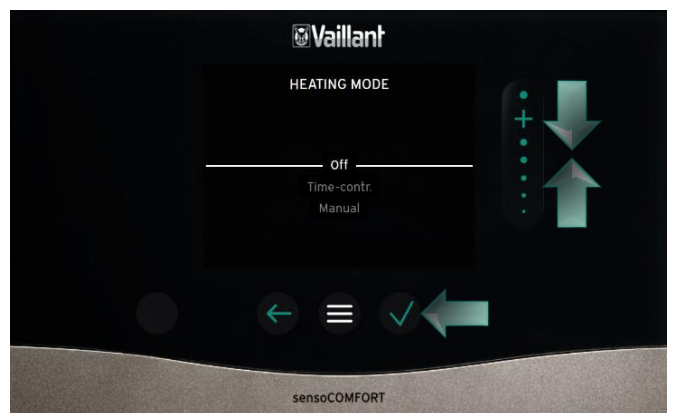 Vaillant
HEATING MODE
Off
Time-contr.
Manual
sensoCOMFORT